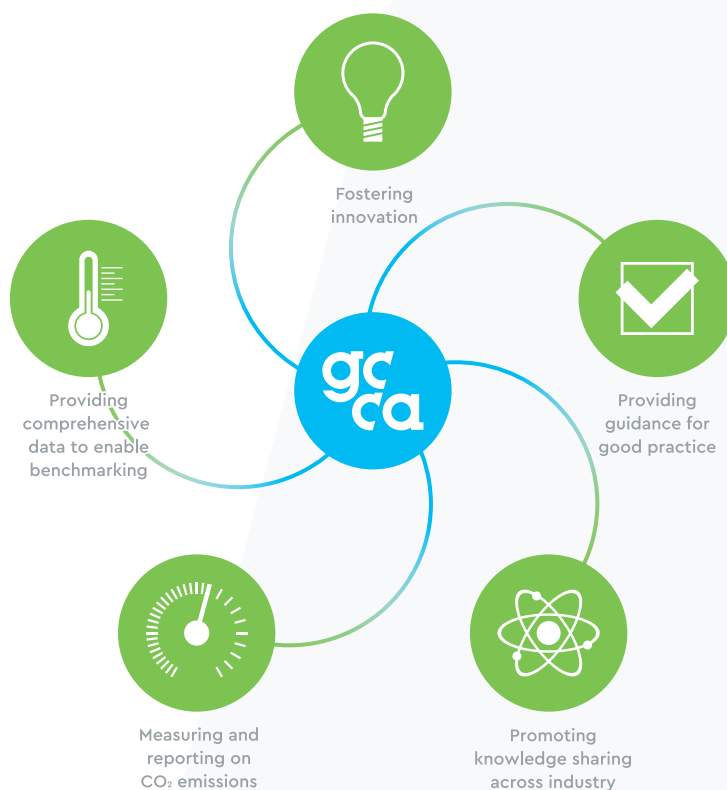 Fostering
innovation
gc
ca
Providing
comprehensive
data to enable
benchmarking
Providing
guidance for
good practice
Measuring and
reporting on
CO₂ emissions
Promoting
knowledge sharing
across industry